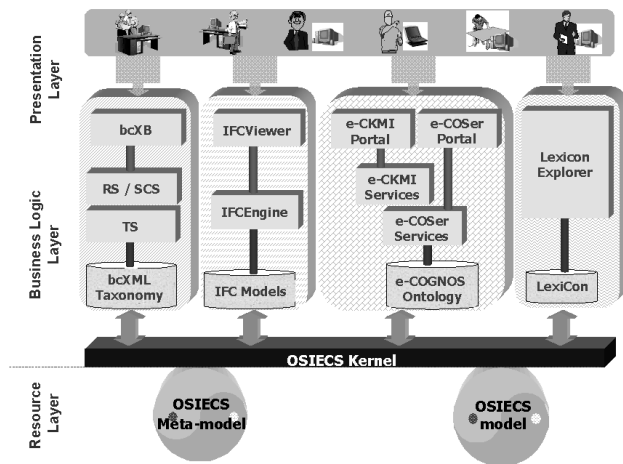 Presentation
Layer
bcXB
RS / SCS
TS
bcXML
Taxonomy
IFCViewer
IFCEngine
IFC Models
e-CKMI
Portal
e-COSer
Portal
e-CKMI
Services
e-COSer
Services
e-COGNOS
Ontology
Lexicon
Explorer
LexiCon
Business Logic
Layer
OSIECS Kernel
Resource
Layer
OSIECS
Meta-model
OSIECS
model